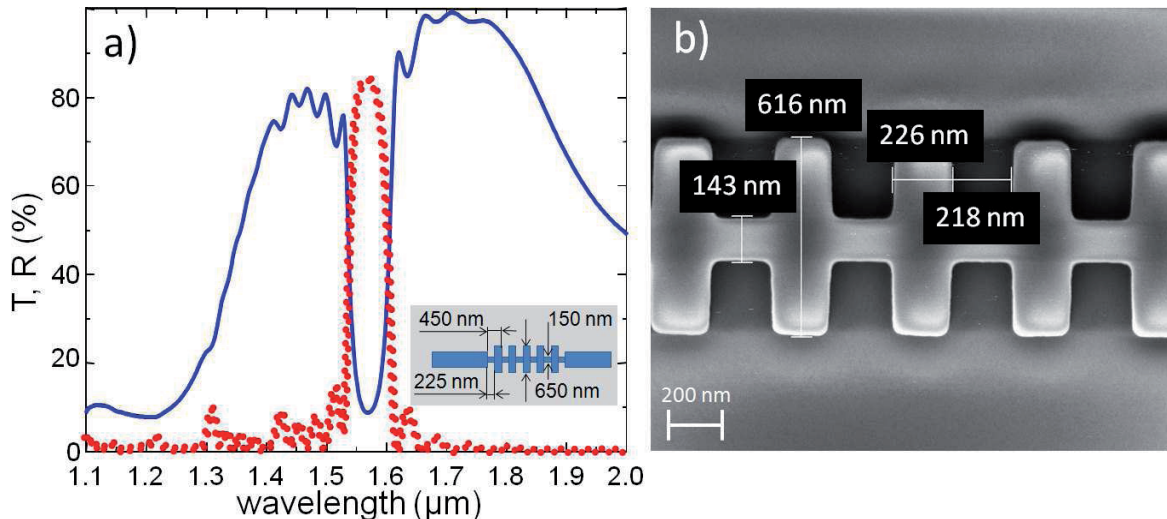 a)
T, R (%)
80
60
40
20
0
1.1 1.2 1.3 1.4 1.5 1.6 1.7 1.8 1.9 2.0
wavelength (µm)
450 nm
150 nm
225 nm
650 nm
b)
616 nm
226 nm
143 nm
218 nm
200 nm